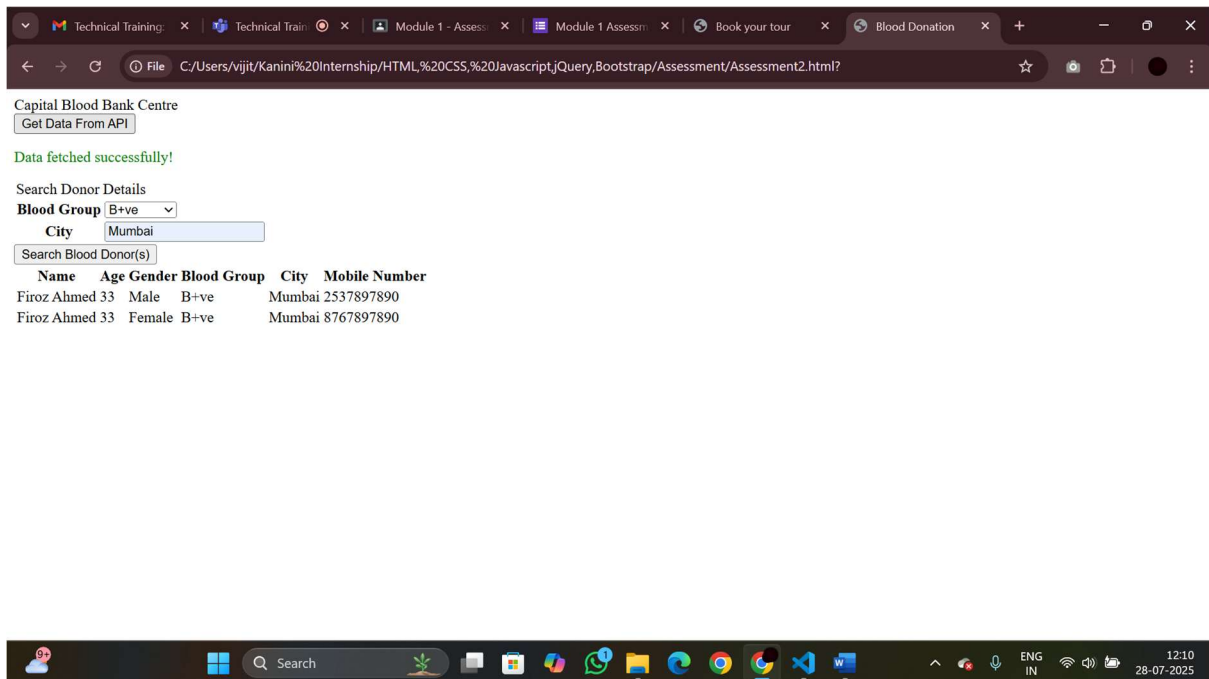 Technical Training:
Technical Train
Module 1 - Assess
Module 1 Assessm
Book your tour
Blood Donation
File C:/Users/vijit/Kanini%20Internship/HTML,%20CSS,%20Javascript,jQuery,Bootstrap/Assessment/Assessment2.html?
Capital Blood Bank Centre
Get Data From API
Data fetched successfully!
Search Donor Details
Blood Group B+ve
City Mumbai
Search Blood Donor(s)
Name Age Gender Blood Group City Mobile Number
Firoz Ahmed 33 Male B+ve Mumbai 2537897890
Firoz Ahmed 33 Female B+ve Mumbai 8767897890
9+
Search
1
ENG
IN
12:10
28-07-2025